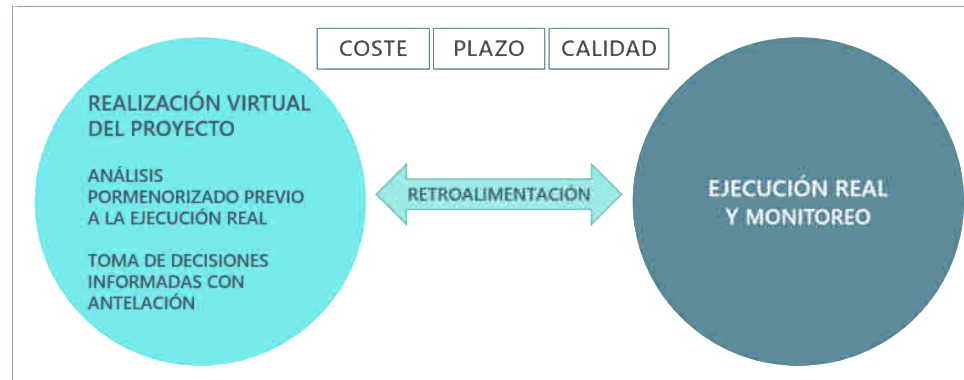 COSTE PLAZO CALIDAD
REALIZACIÓN VIRTUAL
DEL PROYECTO
ANÁLISIS
PORMENORIZADO PREVIO
A LA EJECUCIÓN REAL
TOMA DE DECISIONES
INFORMADAS CON
ANTELACIÓN
RETROALIMENTACIÓN
EJECUCIÓN REAL
Y MONITOREO